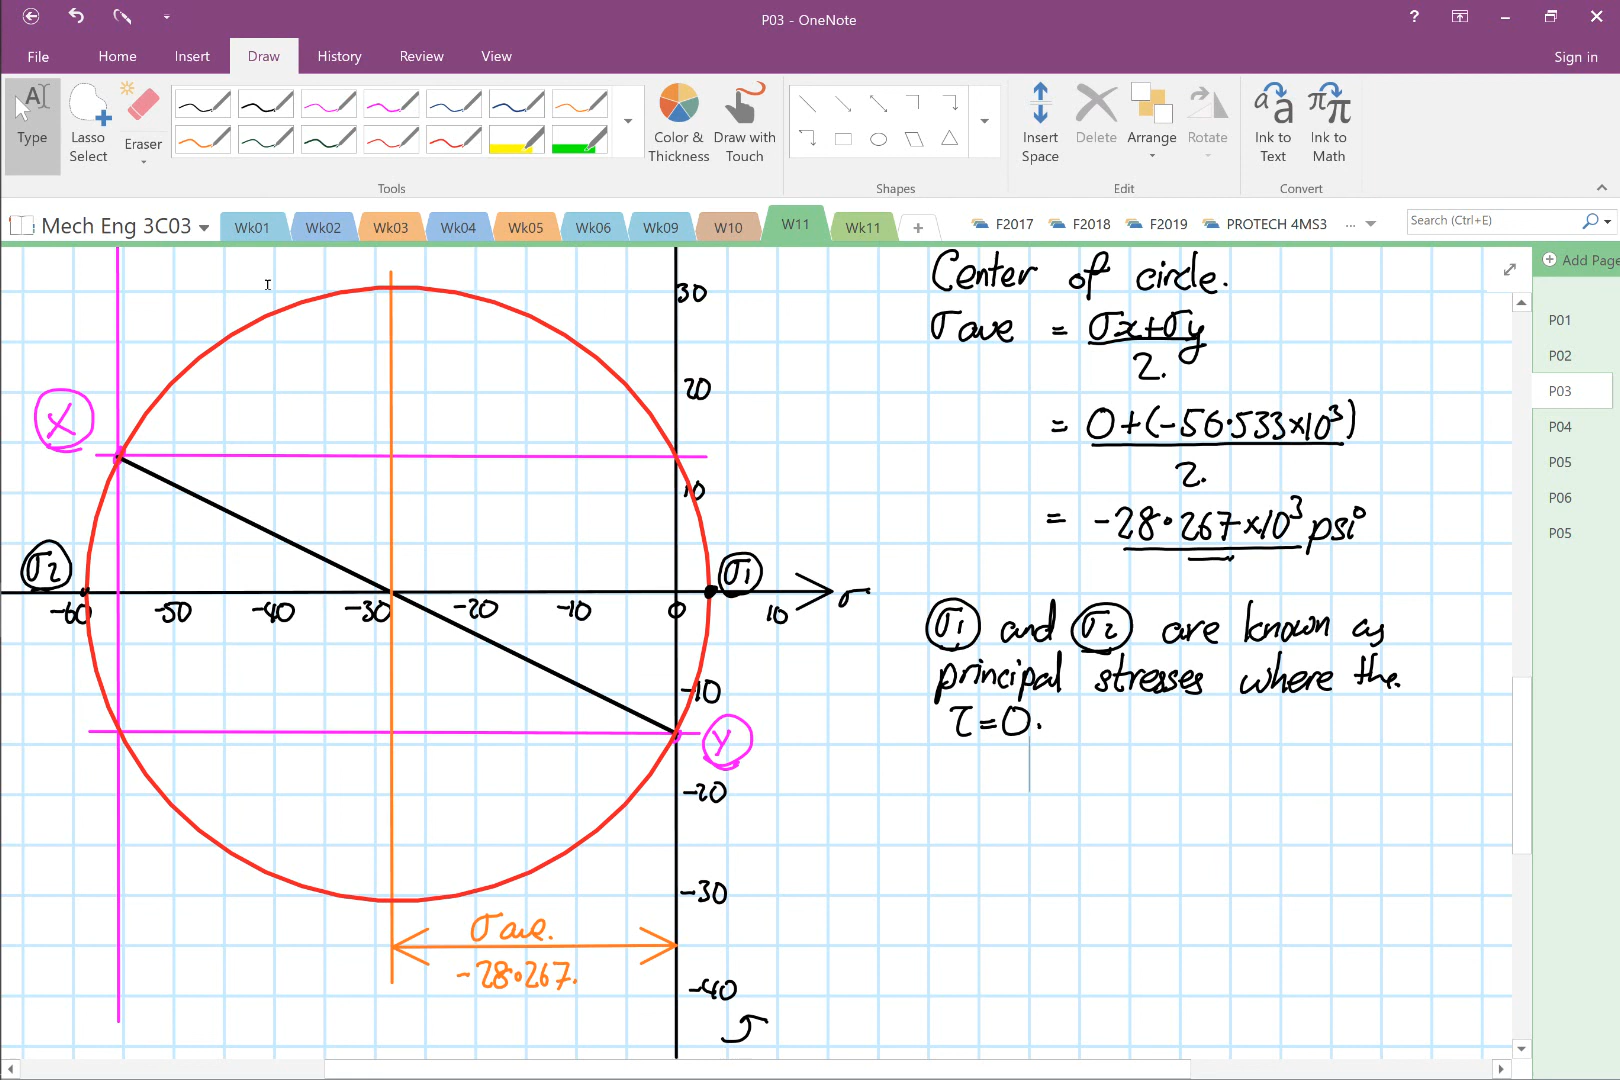 P03 - OneNote
?
File
Home
Insert
Draw
History
Review
View
Sign in
Type
Lasso Select
Eraser
Color & Thickness
Draw with Touch
Insert Space
Delete
Arrange
Rotate
Ink to Text
Ink to Math
Tools
Shapes
Edit
Convert
Mech Eng 3C03
Wk01
Wk02
Wk03
Wk04
Wk05
Wk06
Wk09
W10
W11
Wk11
F2017
F2018
F2019
PROTECH 4MS3
...
Search (Ctrl+E)
Add Page
P01
P02
P03
P04
P05
P06
P05
30
20
10
X
σ2
σ1
-60
-50
-40
-30
-20
-10
0
10
σ
-10
Y
-20
-30
σave.
-28.267.
-40
Center of circle.
σave = σx+σy
2.
= 0+(-56.533×10³)
2.
= -28.267×10³ psi
σ1 and σ2 are known as
principal stresses where the.
τ=0.